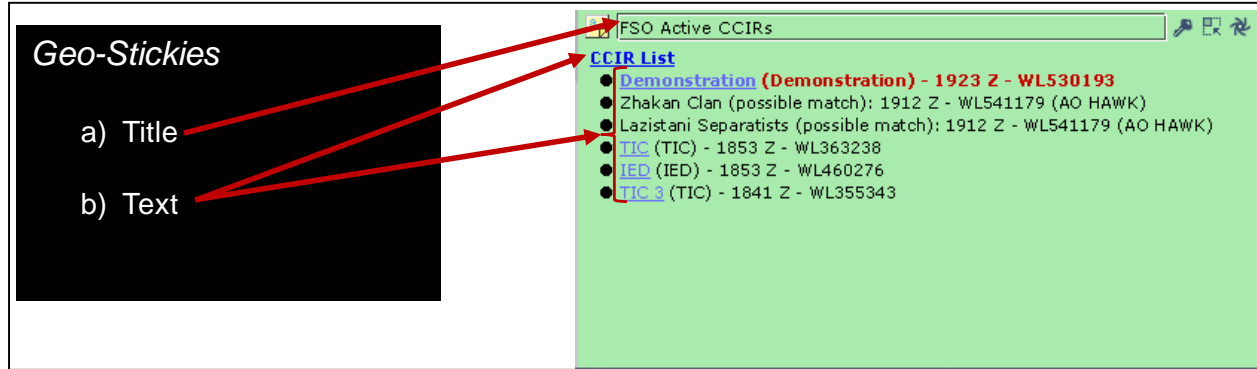 Geo-Stickies
a) Title
b) Text
FSO Active CCIRs
CCIR List
Demonstration (Demonstration) - 1923 Z - WL530193
Zhakan Clan (possible match): 1912 Z - WL541179 (AO HAWK)
Lazistani Separatists (possible match): 1912 Z - WL541179 (AO HAWK)
TIC (TIC) - 1853 Z - WL363238
IED (IED) - 1853 Z - WL460276
TIC 3 (TIC) - 1841 Z - WL355343